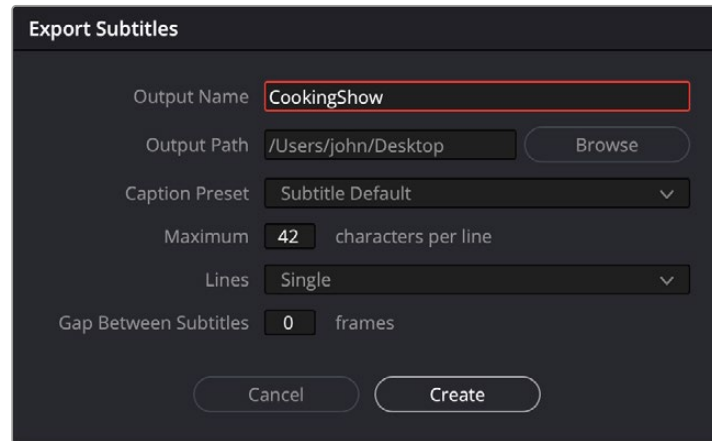 Export Subtitles
Output Name CookingShow
Output Path /Users/john/Desktop Browse
Caption Preset Subtitle Default
Maximum 42 characters per line
Lines Single
Gap Between Subtitles 0 frames
Cancel Create